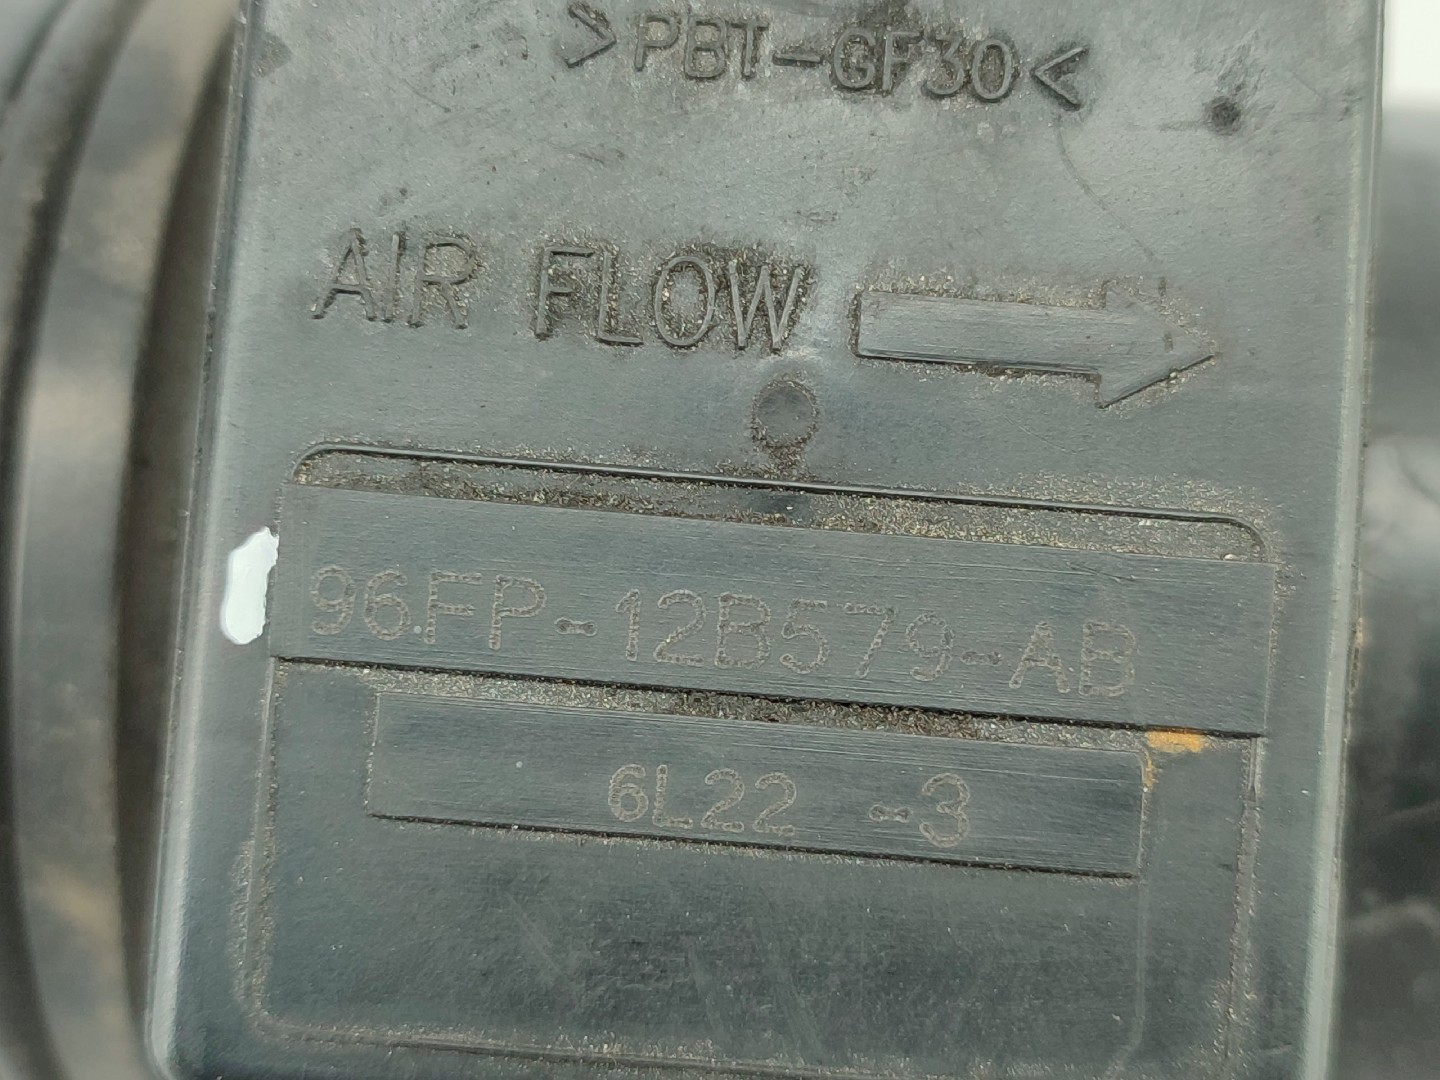 >PBT-GF30<
AIR FLOW
96FP-12B579-AB
6L22 -3